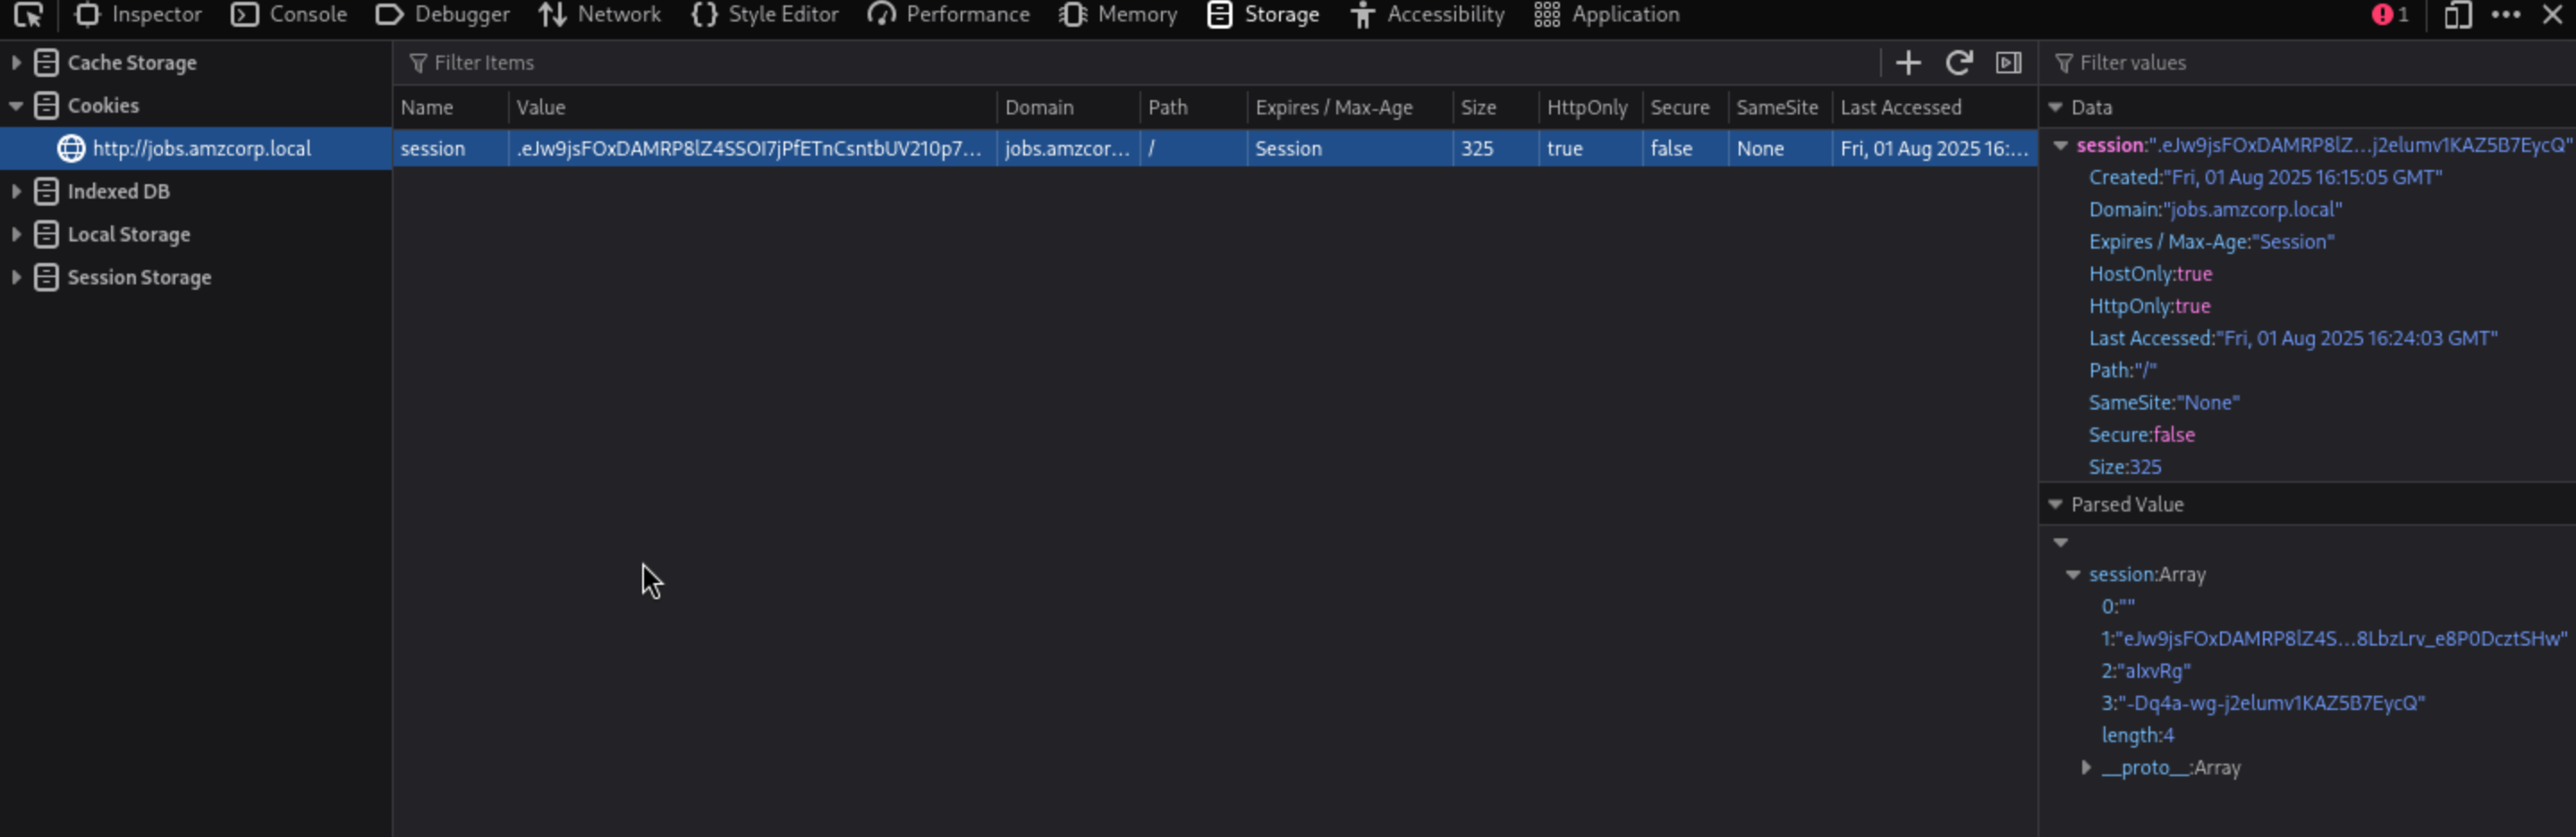 Inspector Console Debugger Network Style Editor Performance Memory Storage Accessibility Application 1
Cache Storage
Cookies
http://jobs.amzcorp.local
Indexed DB
Local Storage
Session Storage
Filter Items
Name Value Domain Path Expires / Max-Age Size HttpOnly Secure SameSite Last Accessed
session .eJw9jsFOxDAMRP8lZ4SSOI7jPfETnCsntbUV210p7... jobs.amzcor... / Session 325 true false None Fri, 01 Aug 2025 16:...
Filter values
Data
session:".eJw9jsFOxDAMRP8lZ...j2elumv1KAZ5B7EycQ"
Created:"Fri, 01 Aug 2025 16:15:05 GMT"
Domain:"jobs.amzcorp.local"
Expires / Max-Age:"Session"
HostOnly:true
HttpOnly:true
Last Accessed:"Fri, 01 Aug 2025 16:24:03 GMT"
Path:"/"
SameSite:"None"
Secure:false
Size:325
Parsed Value
session:Array
0:""
1:"eJw9jsFOxDAMRP8lZ4S...8LbzLrv_e8P0DcztSHw"
2:"aIxvRg"
3:"-Dq4a-wg-j2elumv1KAZ5B7EycQ"
length:4
__proto__:Array